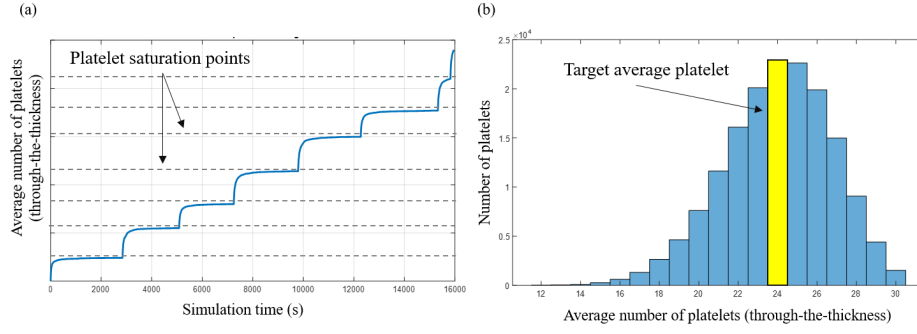 (a)
Platelet saturation points
Average number of platelets
(through-the-thickness)
0
2000
4000
6000
8000
10000
12000
14000
16000
Simulation time (s)
(b)
2.5
×10⁴
2
1.5
1
0.5
0
Target average platelet
Number of platelets
12
14
16
18
20
22
24
26
28
30
Average number of platelets (through-the-thickness)